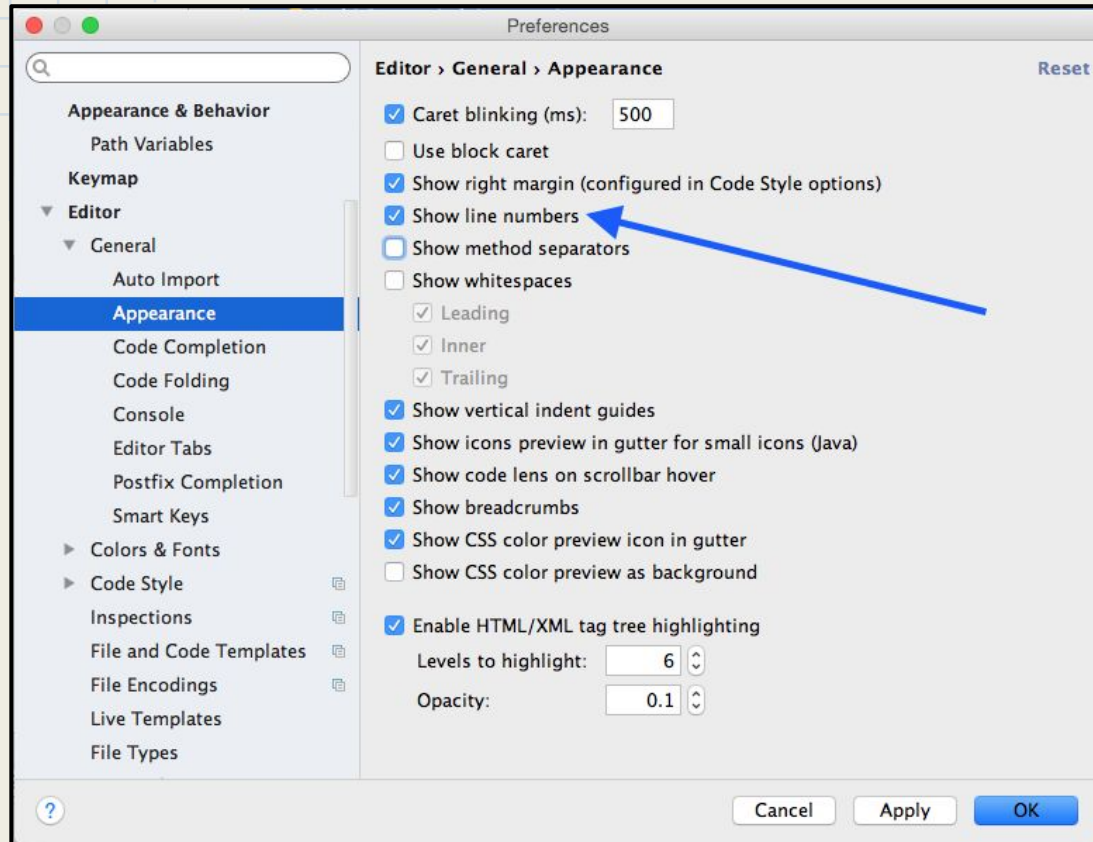 Preferences
Appearance & Behavior
Path Variables
Keymap
Editor
General
Auto Import
Appearance
Code Completion
Code Folding
Console
Editor Tabs
Postfix Completion
Smart Keys
Colors & Fonts
Code Style
Inspections
File and Code Templates
File Encodings
Live Templates
File Types
Editor › General › Appearance
Reset
Caret blinking (ms): 500
Use block caret
Show right margin (configured in Code Style options)
Show line numbers
Show method separators
Show whitespaces
Leading
Inner
Trailing
Show vertical indent guides
Show icons preview in gutter for small icons (Java)
Show code lens on scrollbar hover
Show breadcrumbs
Show CSS color preview icon in gutter
Show CSS color preview as background
Enable HTML/XML tag tree highlighting
Levels to highlight: 6
Opacity: 0.1
?
Cancel
Apply
OK